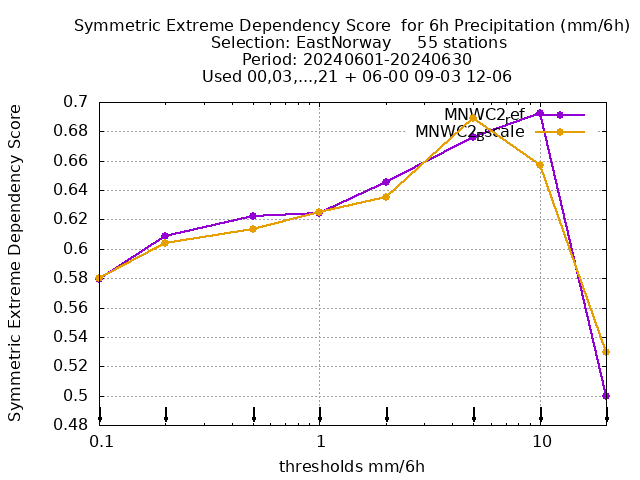 Symmetric Extreme Dependency Score  for 6h Precipitation (mm/6h)
Selection: EastNorway     55 stations
Period: 20240601-20240630
Used 00,03,...,21 + 06-00 09-03 12-06
Symmetric Extreme Dependency Score
0.7
0.68
0.66
0.64
0.62
0.6
0.58
0.56
0.54
0.52
0.5
0.48
MNWC2_ref
MNWC2_Bscale
0.1
1
10
thresholds mm/6h